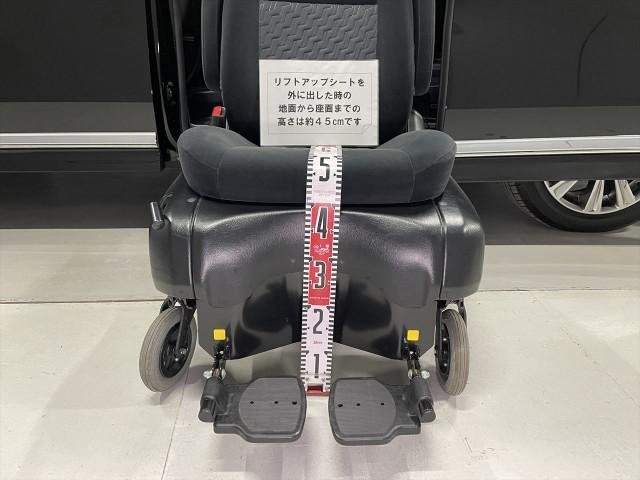 リフトアップシートを
外に出した時の
地面から座面までの
高さは約45cmです
5
4
3
2
1